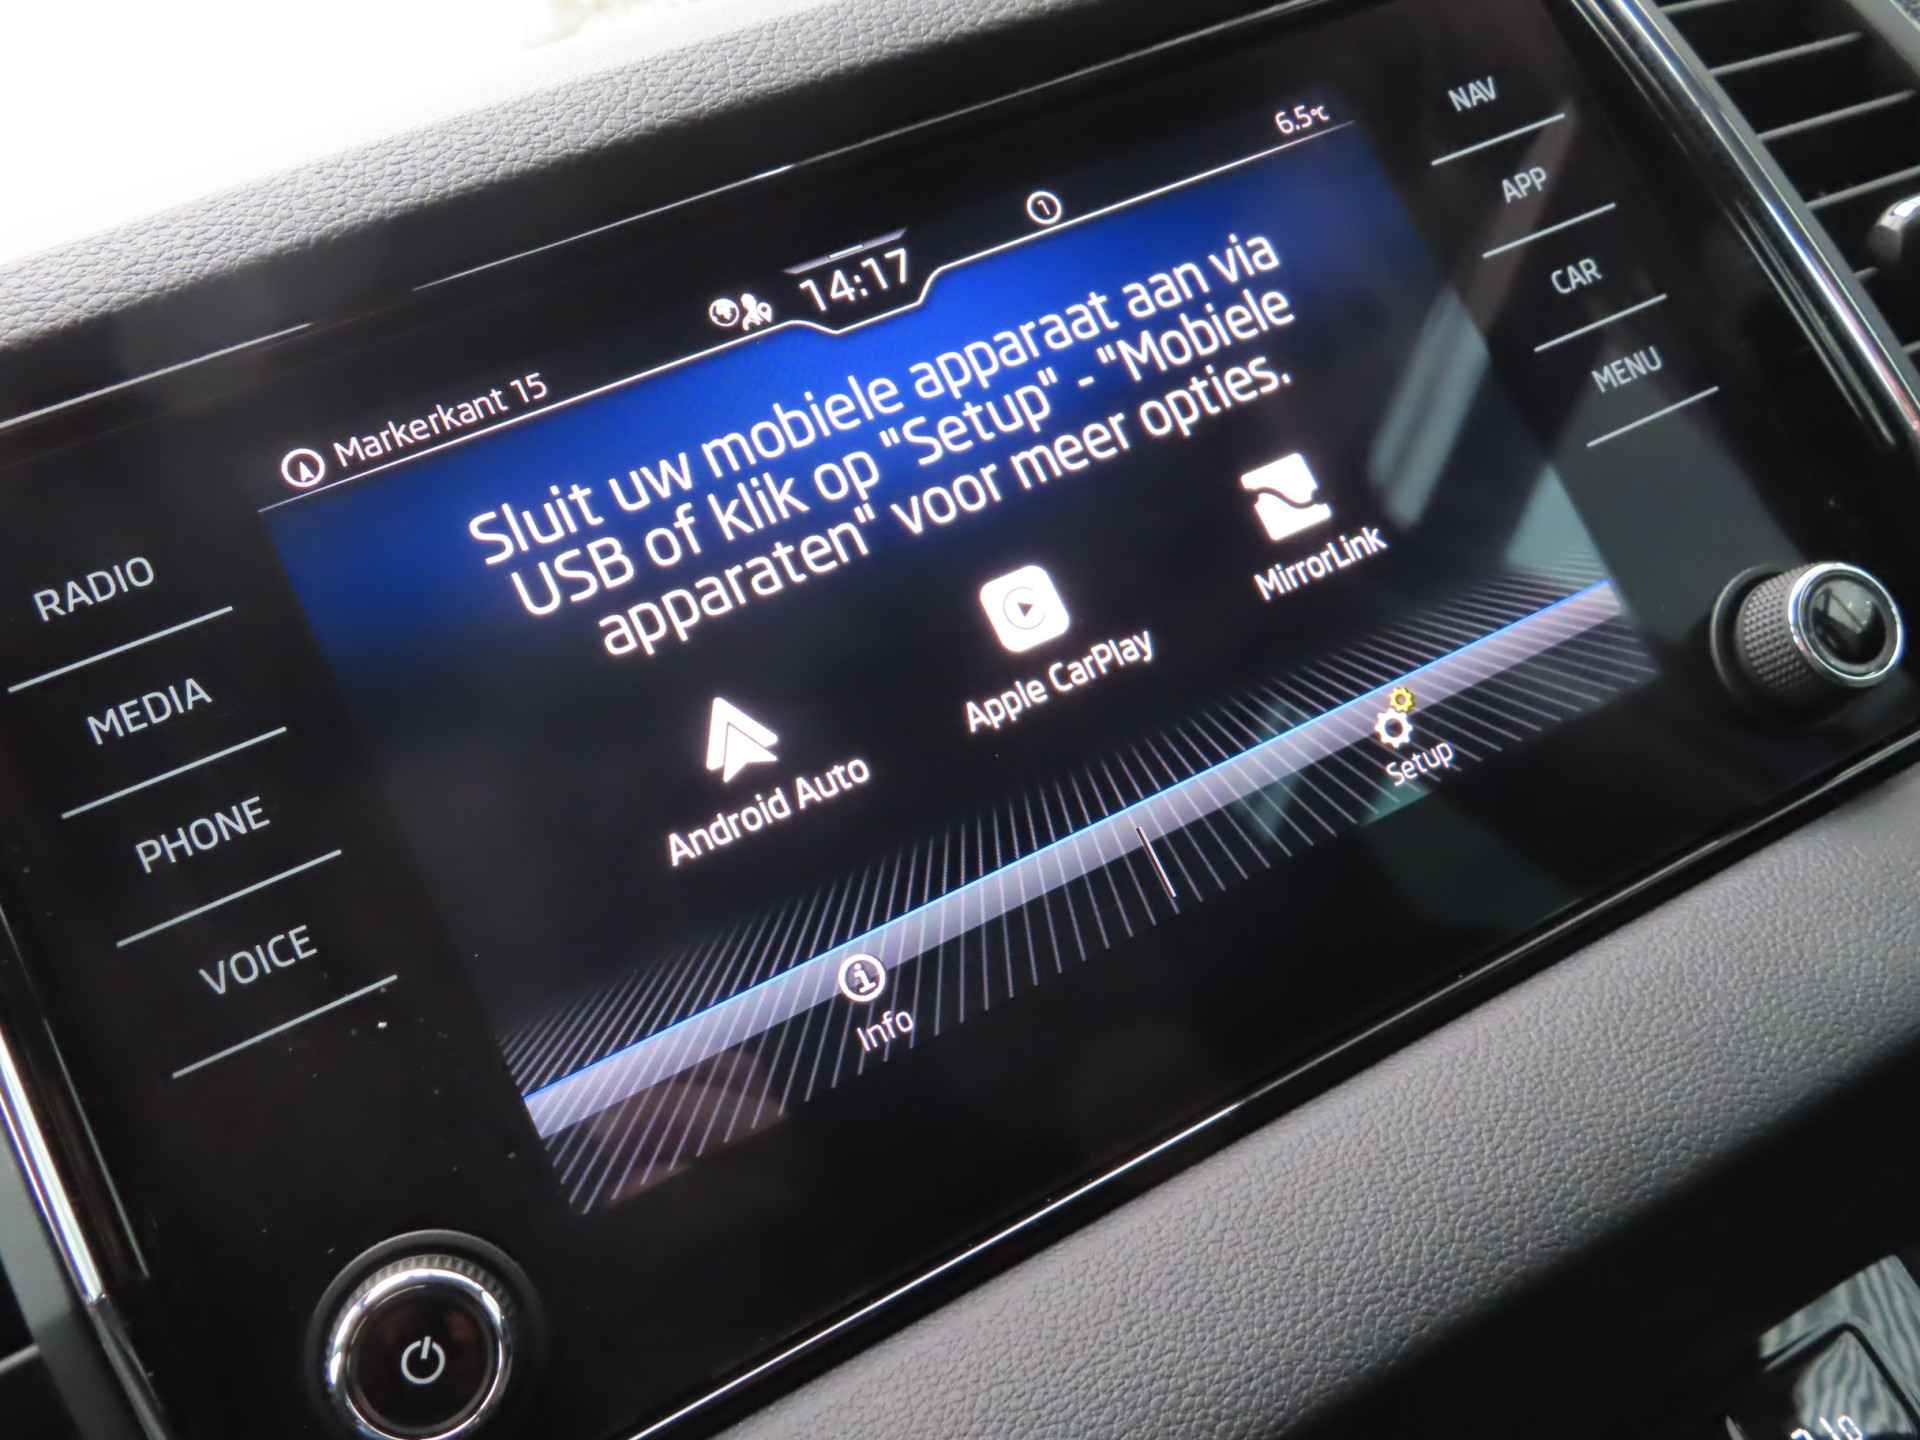 Markerkant 15
14:17
1
6.5°C
Sluit uw mobiele apparaat aan via
USB of klik op "Setup" - "Mobiele
apparaten" voor meer opties.
Android Auto
Apple CarPlay
MirrorLink
Info
Setup
RADIO
MEDIA
PHONE
VOICE
NAV
APP
CAR
MENU